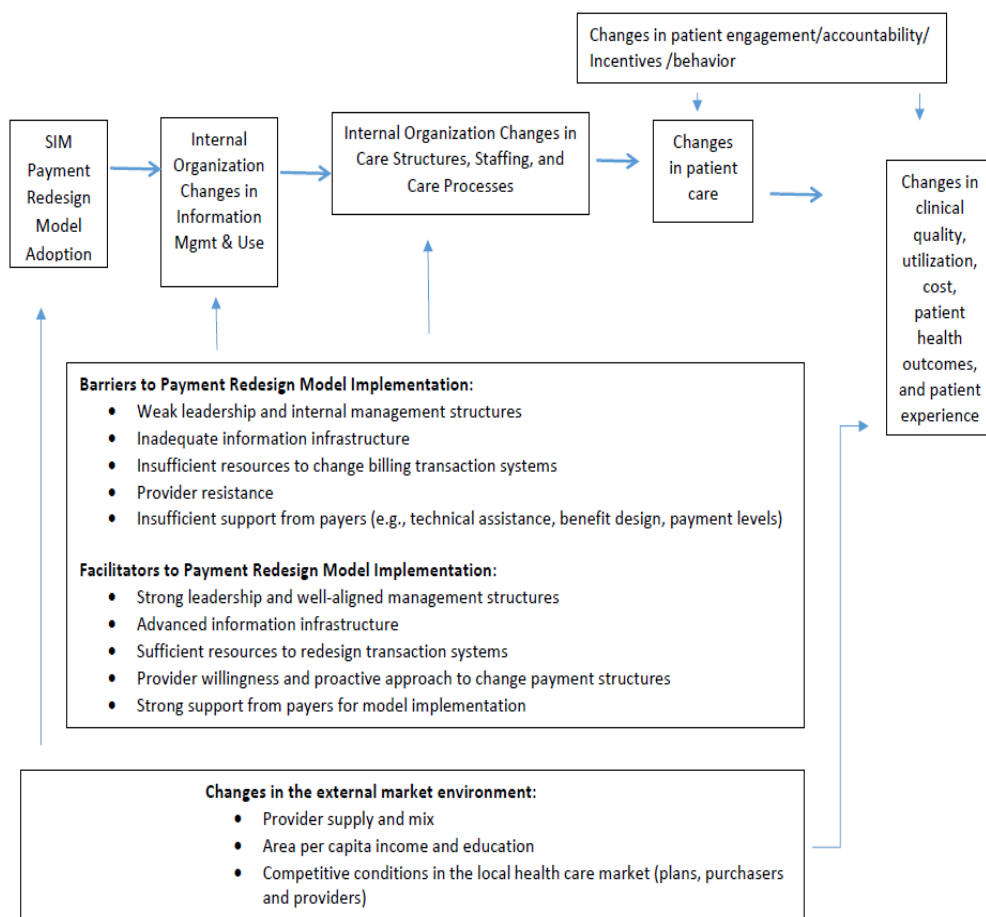 Changes in patient engagement/accountability/
Incentives /behavior
SIM
Payment
Redesign
Model
Adoption
Internal
Organization
Changes in
Information
Mgmt & Use
Internal Organization Changes in
Care Structures, Staffing, and
Care Processes
Changes
in patient
care
Changes in
clinical
quality,
utilization,
cost,
patient
health
outcomes,
and patient
experience
Barriers to Payment Redesign Model Implementation:
• Weak leadership and internal management structures
• Inadequate information infrastructure
• Insufficient resources to change billing transaction systems
• Provider resistance
• Insufficient support from payers (e.g., technical assistance, benefit design, payment levels)
Facilitators to Payment Redesign Model Implementation:
• Strong leadership and well-aligned management structures
• Advanced information infrastructure
• Sufficient resources to redesign transaction systems
• Provider willingness and proactive approach to change payment structures
• Strong support from payers for model implementation
Changes in the external market environment:
• Provider supply and mix
• Area per capita income and education
• Competitive conditions in the local health care market (plans, purchasers
and providers)